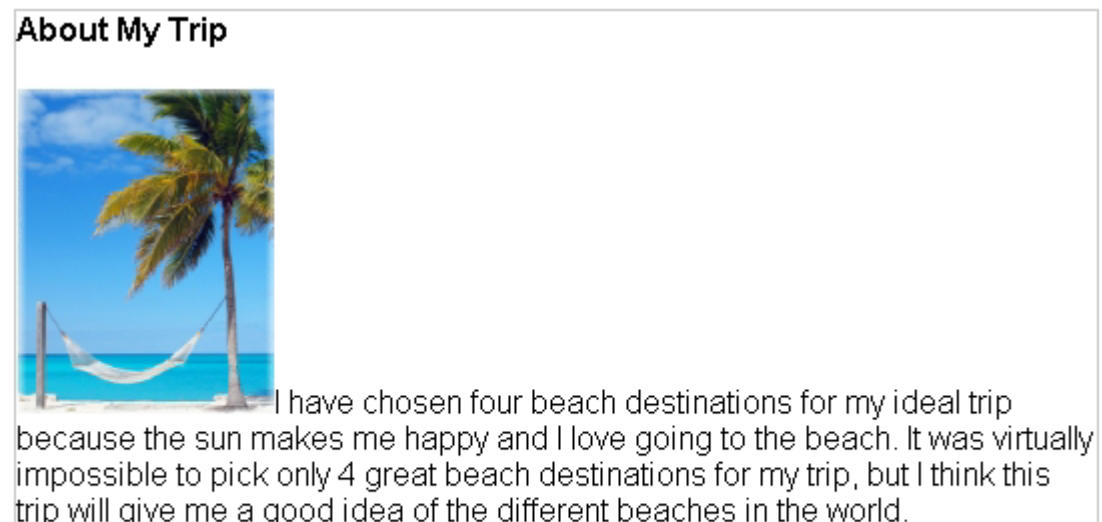 About My Trip
I have chosen four beach destinations for my ideal trip
because the sun makes me happy and I love going to the beach. It was virtually
impossible to pick only 4 great beach destinations for my trip, but I think this
trip will give me a good idea of the different beaches in the world.